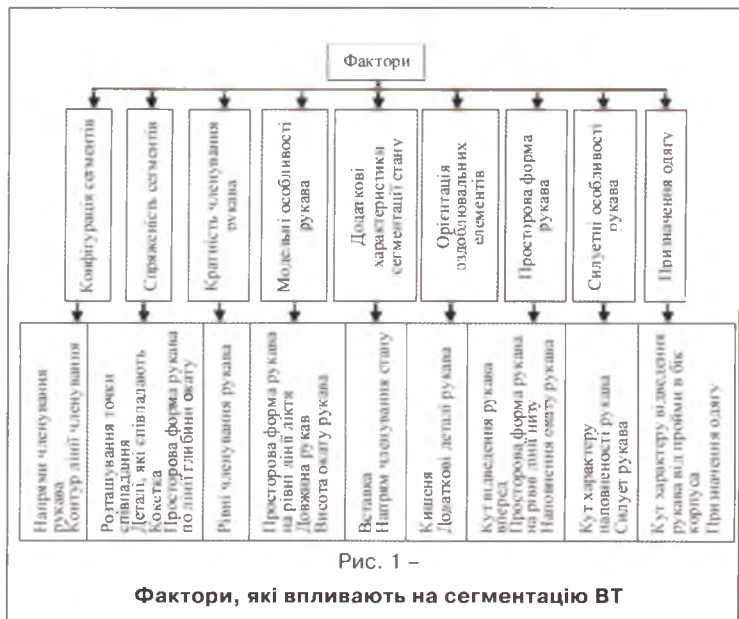 Фактори
Конфігурація сегментів
Спряженість сегментів
Кратність членування
рукава
Модельні особливості
рукава
Додаткові
характеристики
сегментації стану
Орієнтація
оздоблювальних
елементів
Просторова форма
рукава
Силуетні особливості
рукава
Призначення одягу
Напрями членування
рукава
Контур лінії членування
Розташування точки
співпадання
Деталі, які співпадають
Кокетка
Просторова форма рукава
по лінії глибини окату
Рівні членування рукава
Просторова форма рукава
на рівні лінії ліктя
Довжина рукав
Висота окату рукава
Вставка
Напрям членування стану
Кишеня
Додаткові деталі рукава
Кут відведення рукава
вперед
Просторова форма рукава
на рівні лінії низу
Наповнення окату рукава
Кут характеру
наповненості рукава
Силует рукава
Кут характеру відведення
рукава від пройми в бік
корпуса
Призначення одягу
Рис. 1 –
Фактори, які впливають на сегментацію ВТ